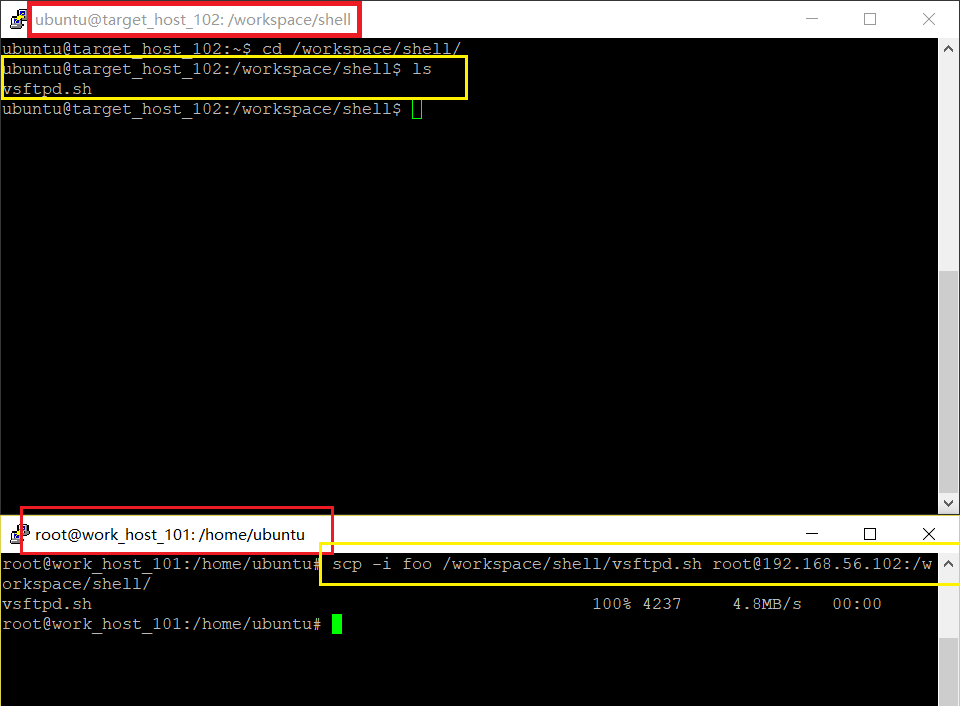 ubuntu@target_host_102: /workspace/shell
ubuntu@target_host_102:~$ cd /workspace/shell/
ubuntu@target_host_102:/workspace/shell$ ls
vsftpd.sh
ubuntu@target_host_102:/workspace/shell$
root@work_host_101: /home/ubuntu
root@work_host_101:/home/ubuntu# scp -i foo /workspace/shell/vsftpd.sh root@192.168.56.102:/w
orkspace/shell/
vsftpd.sh 100% 4237 4.8MB/s 00:00
root@work_host_101:/home/ubuntu#